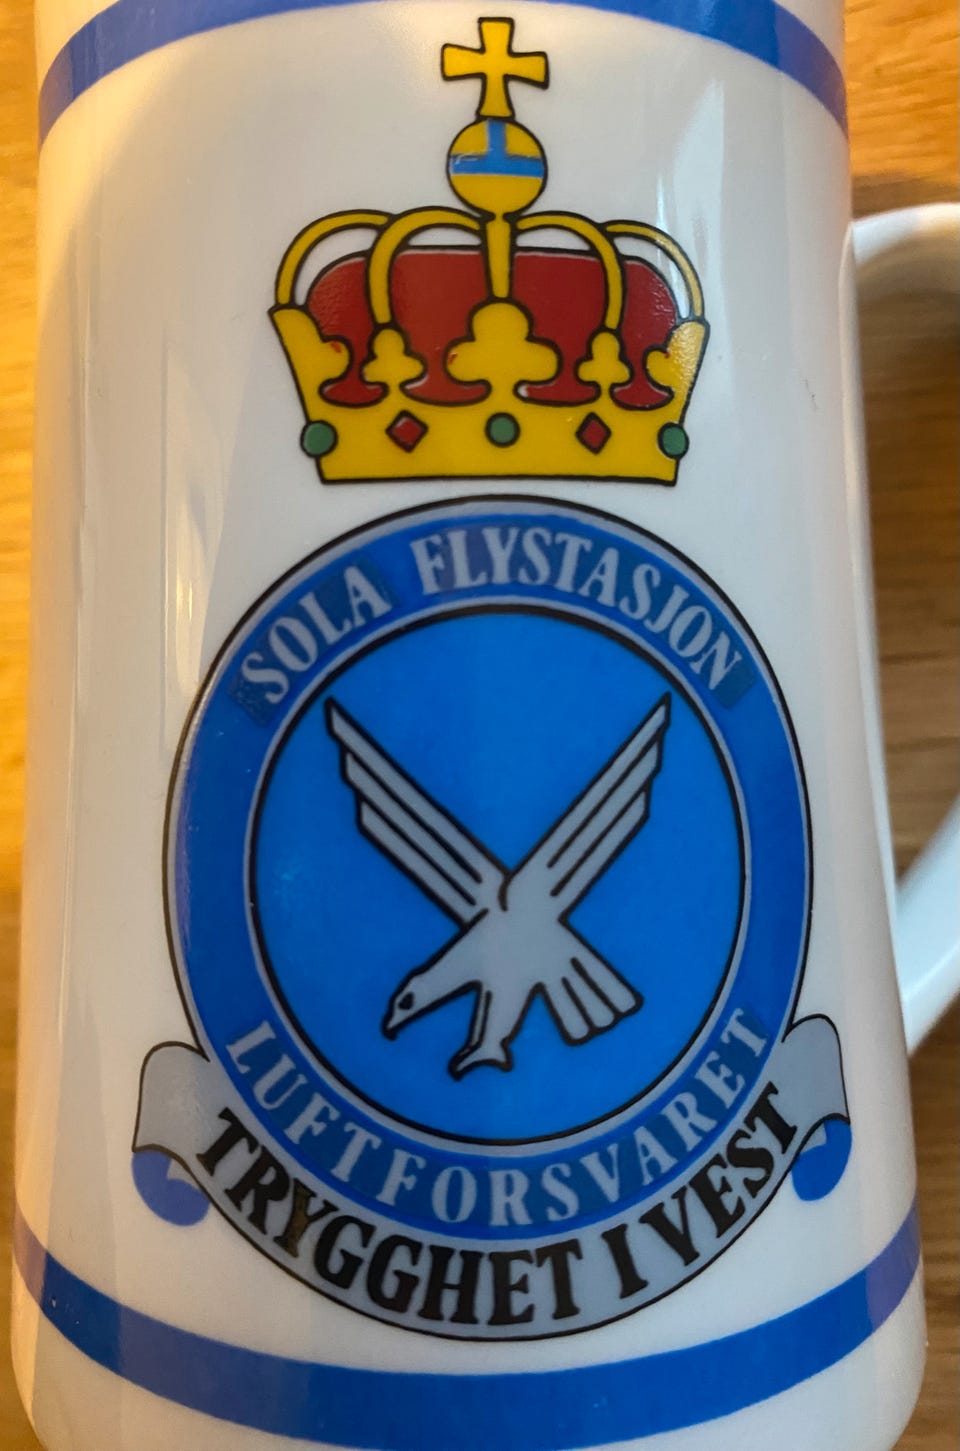 SOLA FLYSTASJON
LUFTFORSVARET
TRYGGHET I VEST